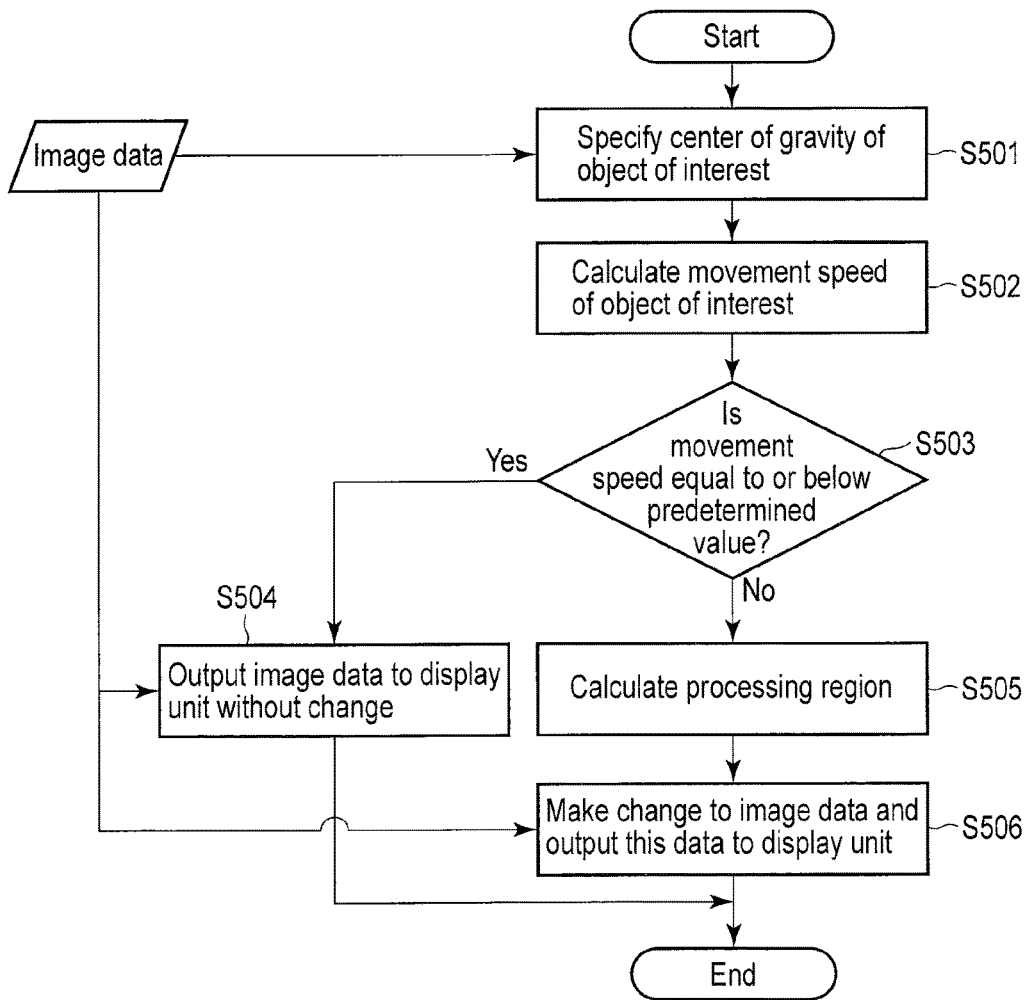 Start
Image data
Specify center of gravity of
object of interest
S501
Calculate movement speed
of object of interest
S502
Is
movement
speed equal to or below
predetermined
value?
S503
Yes
No
S504
Output image data to display
unit without change
Calculate processing region
S505
Make change to image data and
output this data to display unit
S506
End